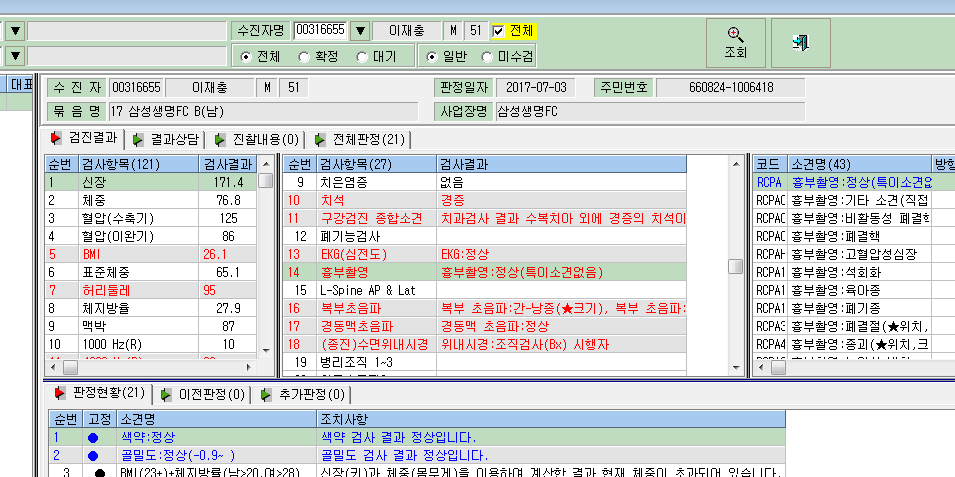 수진자명 00316655 이재충 M 51 전체
전체 확정 대기 일반 미수검 조회
대표
수 진 자 00316655 이재충 M 51 판정일자 2017-07-03 주민번호 660824-1006418
묶 음 명 17 삼성생명FC B(남) 사업장명 삼성생명FC
검진결과 결과상담 진찰내용(0) 전체판정(21)
순번 검사항목(121) 검사결과
1 신장 171.4
2 체중 76.8
3 혈압(수축기) 125
4 혈압(이완기) 86
5 BMI 26.1
6 표준체중 65.1
7 허리둘레 95
8 체지방률 27.9
9 맥박 87
10 1000 Hz(R) 10
순번 검사항목(27) 검사결과
9 치은염증 없음
10 치석 경증
11 구강검진 종합소견 치과검사 결과 수복치아 외에 경증의 치석이
12 폐기능검사
13 EKG(심전도) EKG:정상
14 흉부촬영 흉부촬영:정상(특이소견없음)
15 L-Spine AP & Lat
16 복부초음파 복부 초음파:간-낭종(★크기), 복부 초음파:
17 경동맥초음파 경동맥 초음파:정상
18 (종진)수면위내시경 위내시경:조직검사(Bx) 시행자
19 병리조직 1-3
코드 소견명(43) 방향
RCPA 흉부촬영:정상(특이소견없
RCPAC 흉부촬영:기타 소견(직접
RCPAC 흉부촬영:비활동성 폐결핵
RCPAC 흉부촬영:폐결핵
RCPAH 흉부촬영:고혈압성심장
RCPA1 흉부촬영:석회화
RCPA1 흉부촬영:육아종
RCPA1 흉부촬영:폐기종
RCPA3 흉부촬영:폐결절(★위치,
RCPA4 흉부촬영:종괴(★위치,크
판정현황(21) 이전판정(0) 추가판정(0)
순번 고정 소견명 조치사항
1 ● 색약:정상 색약 검사 결과 정상입니다.
2 ● 골밀도:정상(-0.9~ ) 골밀도 검사 결과 정상입니다.
3 ● BMI(23+)+체지방률(남>20,여>28) 신장(키)과 체중(몸무게)을 이용하여 계산한 결과 현재 체중이 초과되어 있습니다.